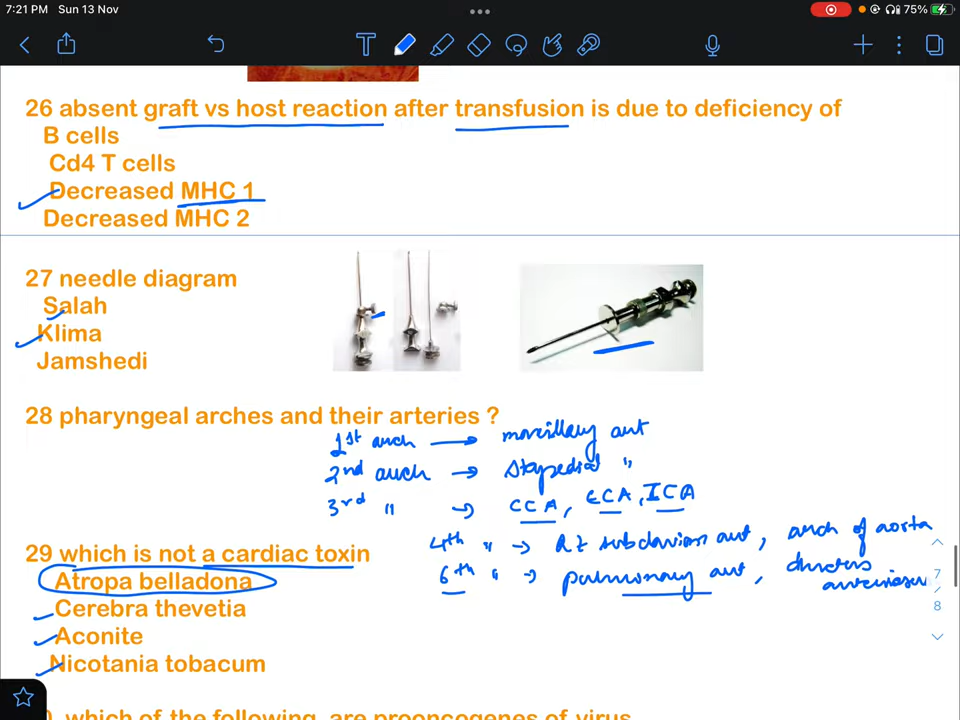 7:21 PM Sun 13 Nov
75%
T
26 absent graft vs host reaction after transfusion is due to deficiency of
B cells
Cd4 T cells
Decreased MHC 1
Decreased MHC 2
27 needle diagram
Salah
Klima
Jamshedi
28 pharyngeal arches and their arteries ?
1st arch → maxillary art
2nd arch → Stapedial "
3rd " → CCA, ECA, ICA
4th " → Rt subclavian art, arch of aorta
6th " → pulmonary art, ductus arteriosus
29 which is not a cardiac toxin
Atropa belladona
Cerebra thevetia
Aconite
Nicotania tobacum
7
8
which of the following are prooncogenes of virus